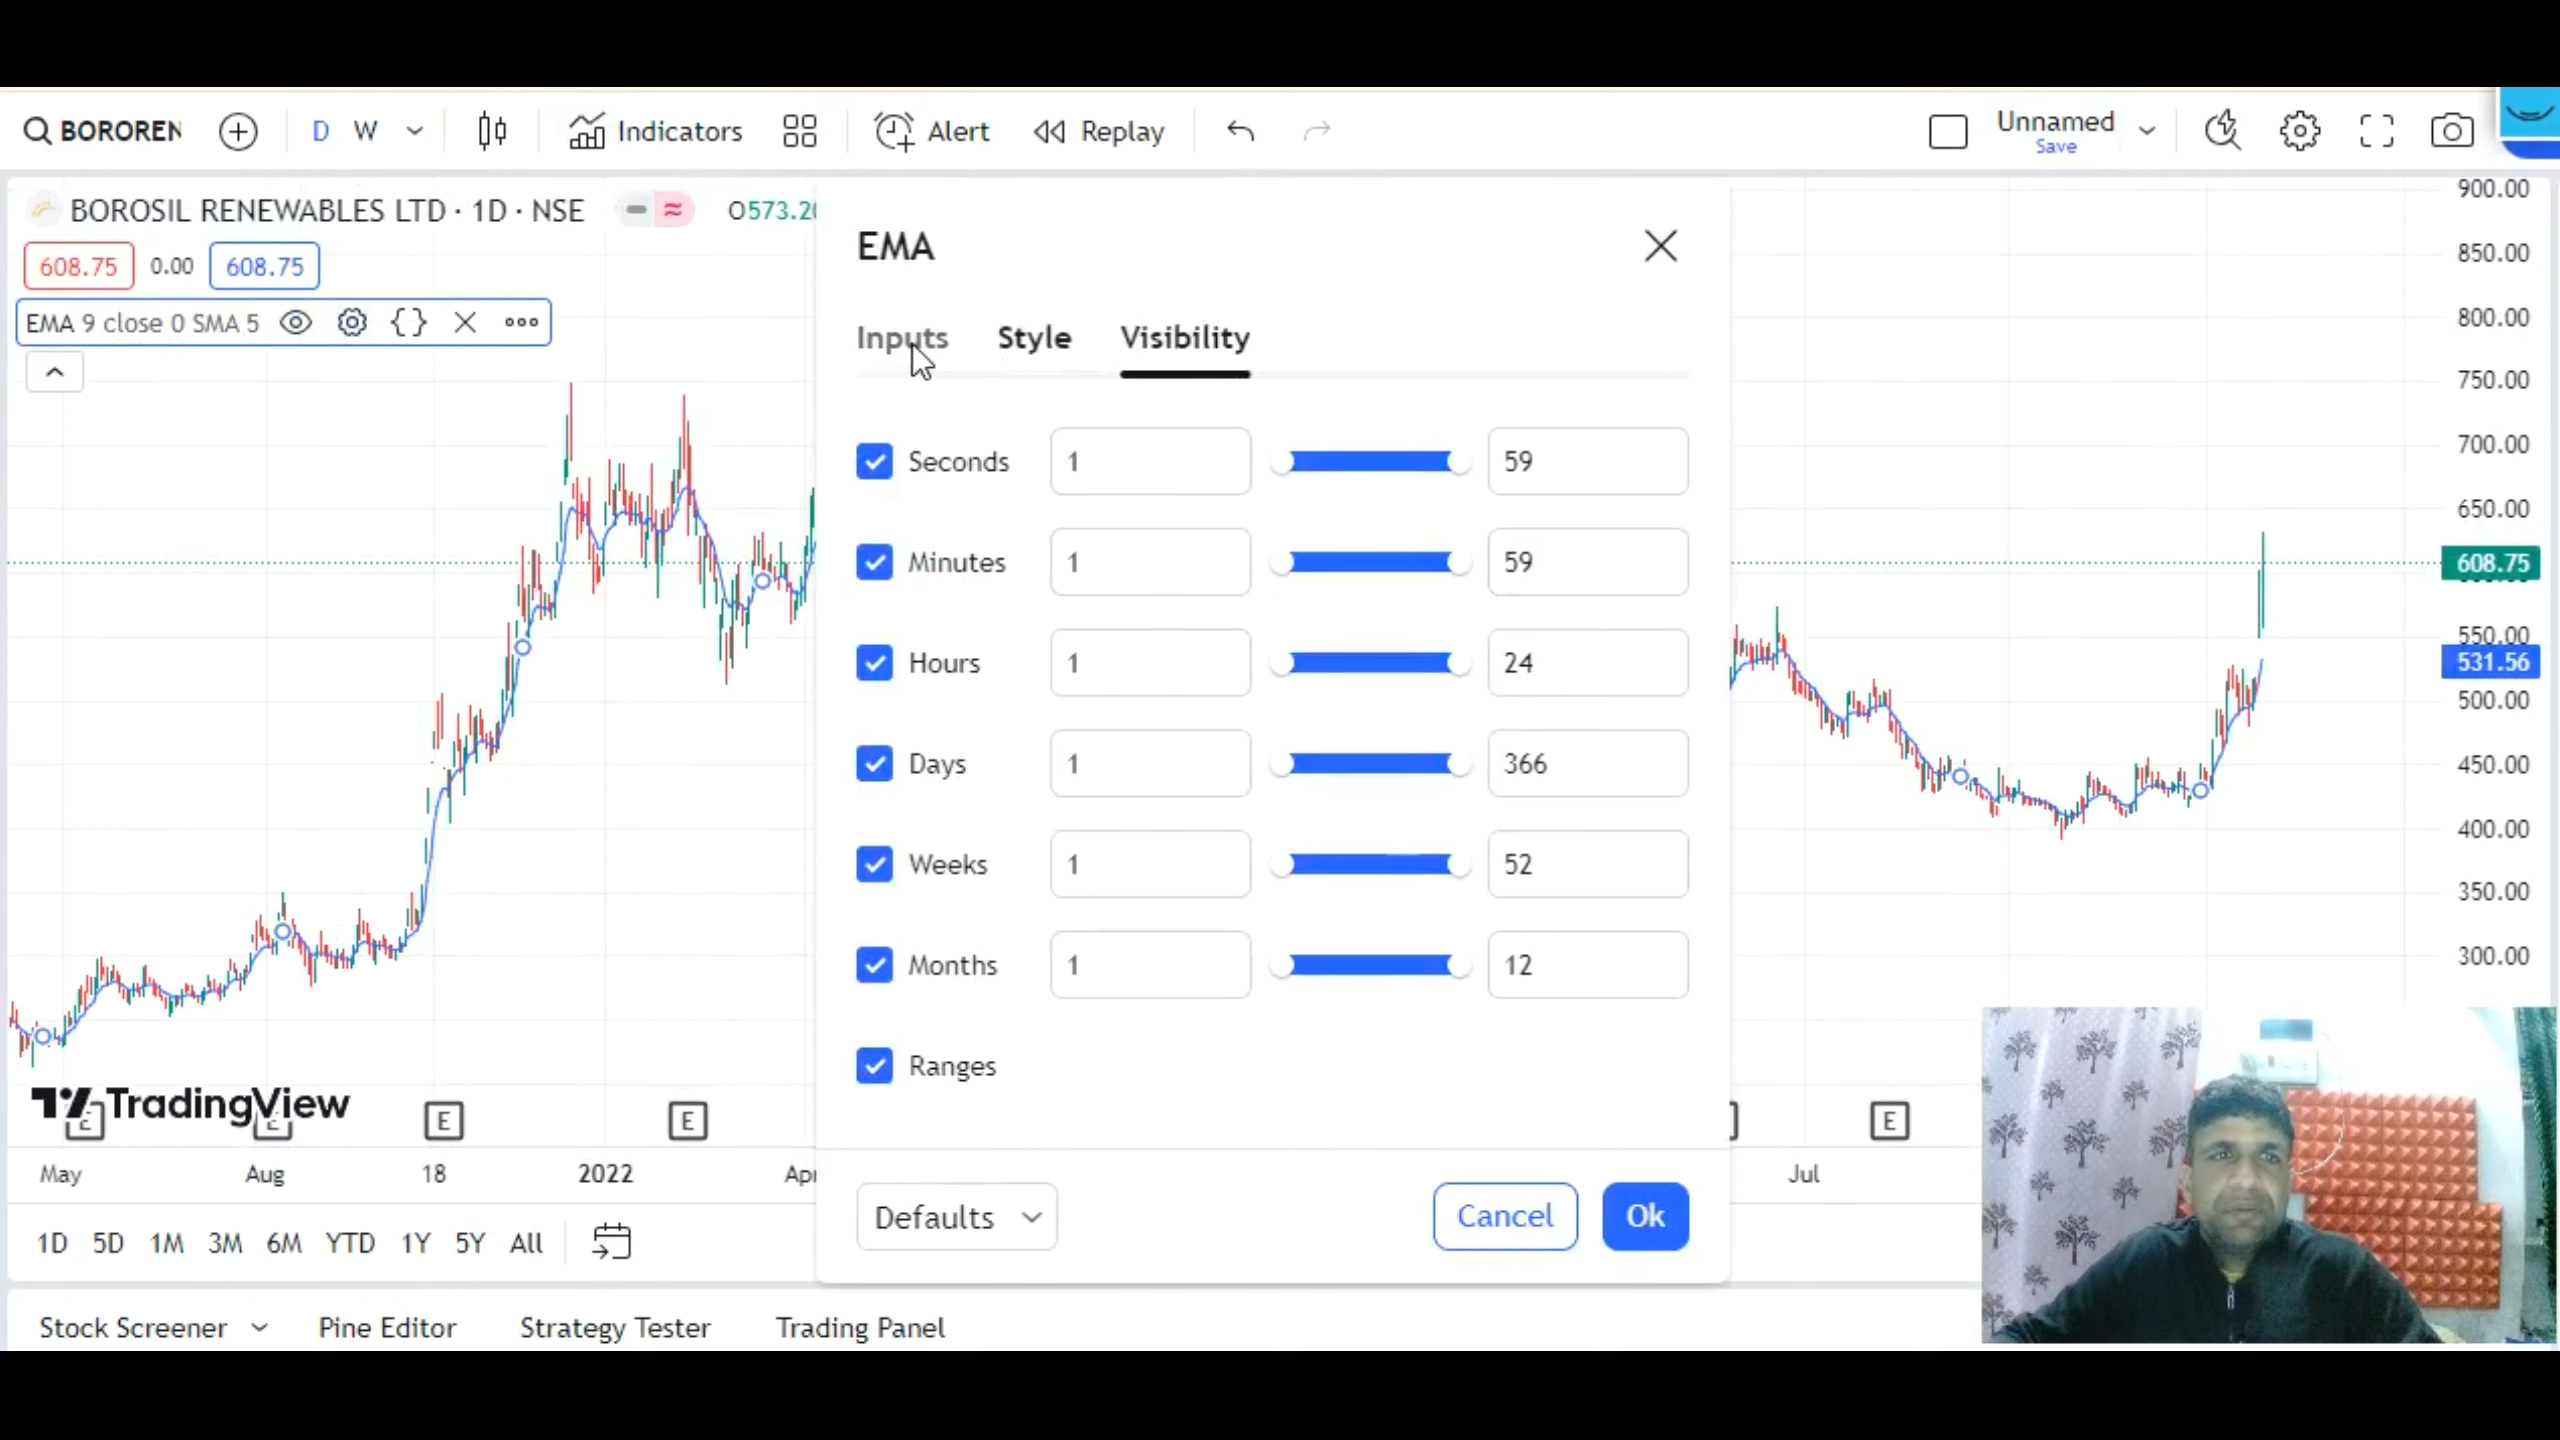 BOROREN
D W
Indicators
Alert
Replay
Unnamed
Save
BOROSIL RENEWABLES LTD · 1D · NSE
O573.20
608.75 0.00 608.75
EMA 9 close 0 SMA 5
EMA
Inputs Style Visibility
Seconds 1 59
Minutes 1 59
Hours 1 24
Days 1 366
Weeks 1 52
Months 1 12
Ranges
Defaults
Cancel Ok
900.00
850.00
800.00
750.00
700.00
650.00
608.75
550.00
531.56
500.00
450.00
400.00
350.00
300.00
TradingView
E E E
May Aug 18 2022 Apr Jul
1D 5D 1M 3M 6M YTD 1Y 5Y All
Stock Screener Pine Editor Strategy Tester Trading Panel